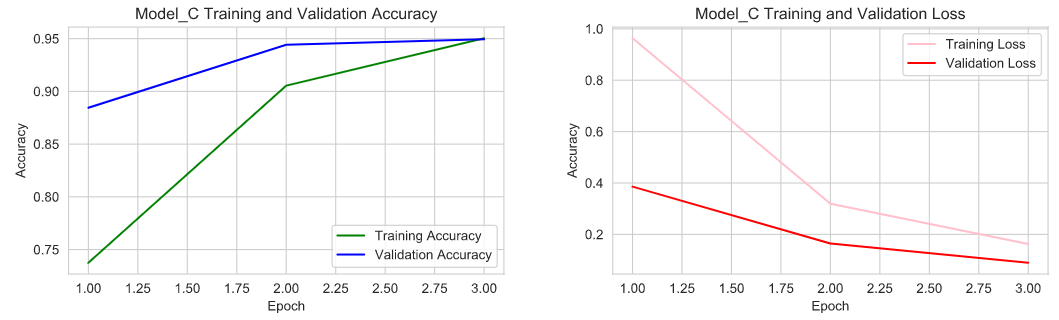 Model_C Training and Validation Accuracy
0.95
0.90
0.85
0.80
0.75
Accuracy
Training Accuracy
Validation Accuracy
1.00 1.25 1.50 1.75 2.00 2.25 2.50 2.75 3.00
Epoch
Model_C Training and Validation Loss
1.0
0.8
0.6
0.4
0.2
Accuracy
Training Loss
Validation Loss
1.00 1.25 1.50 1.75 2.00 2.25 2.50 2.75 3.00
Epoch